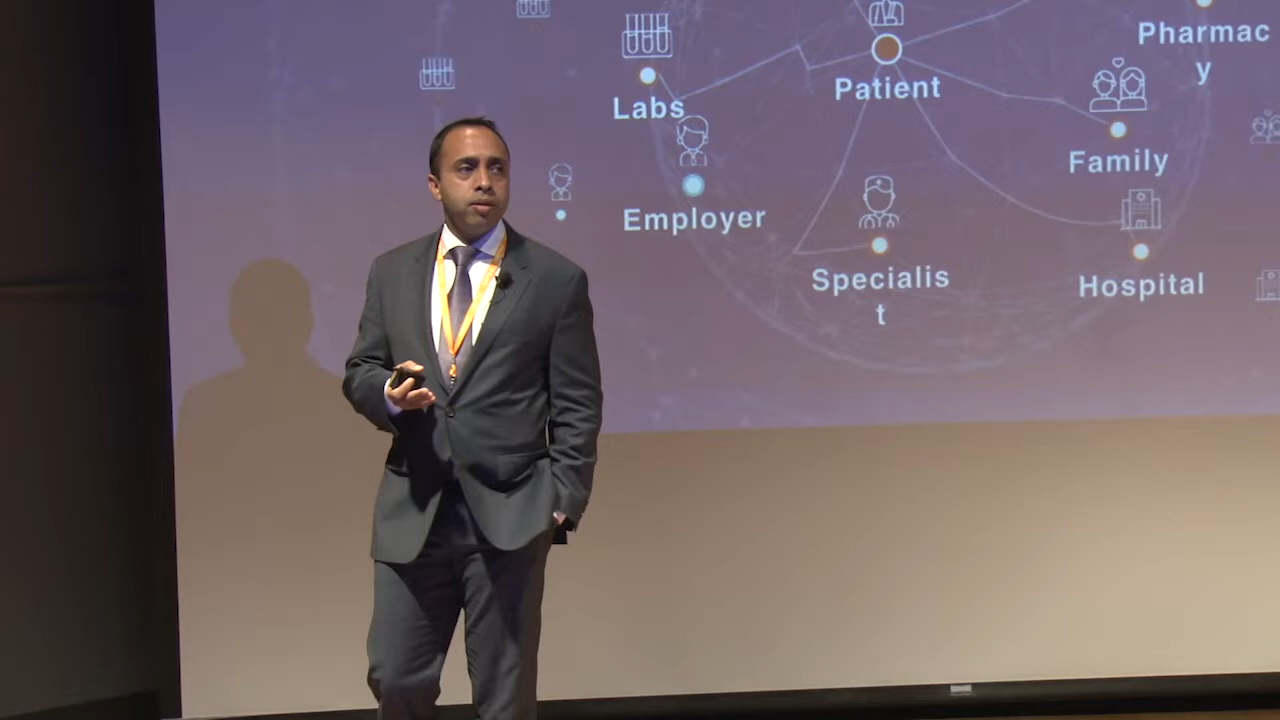 Pharmac
y
Patient
Labs
Family
Employer
Specialis
t
Hospital